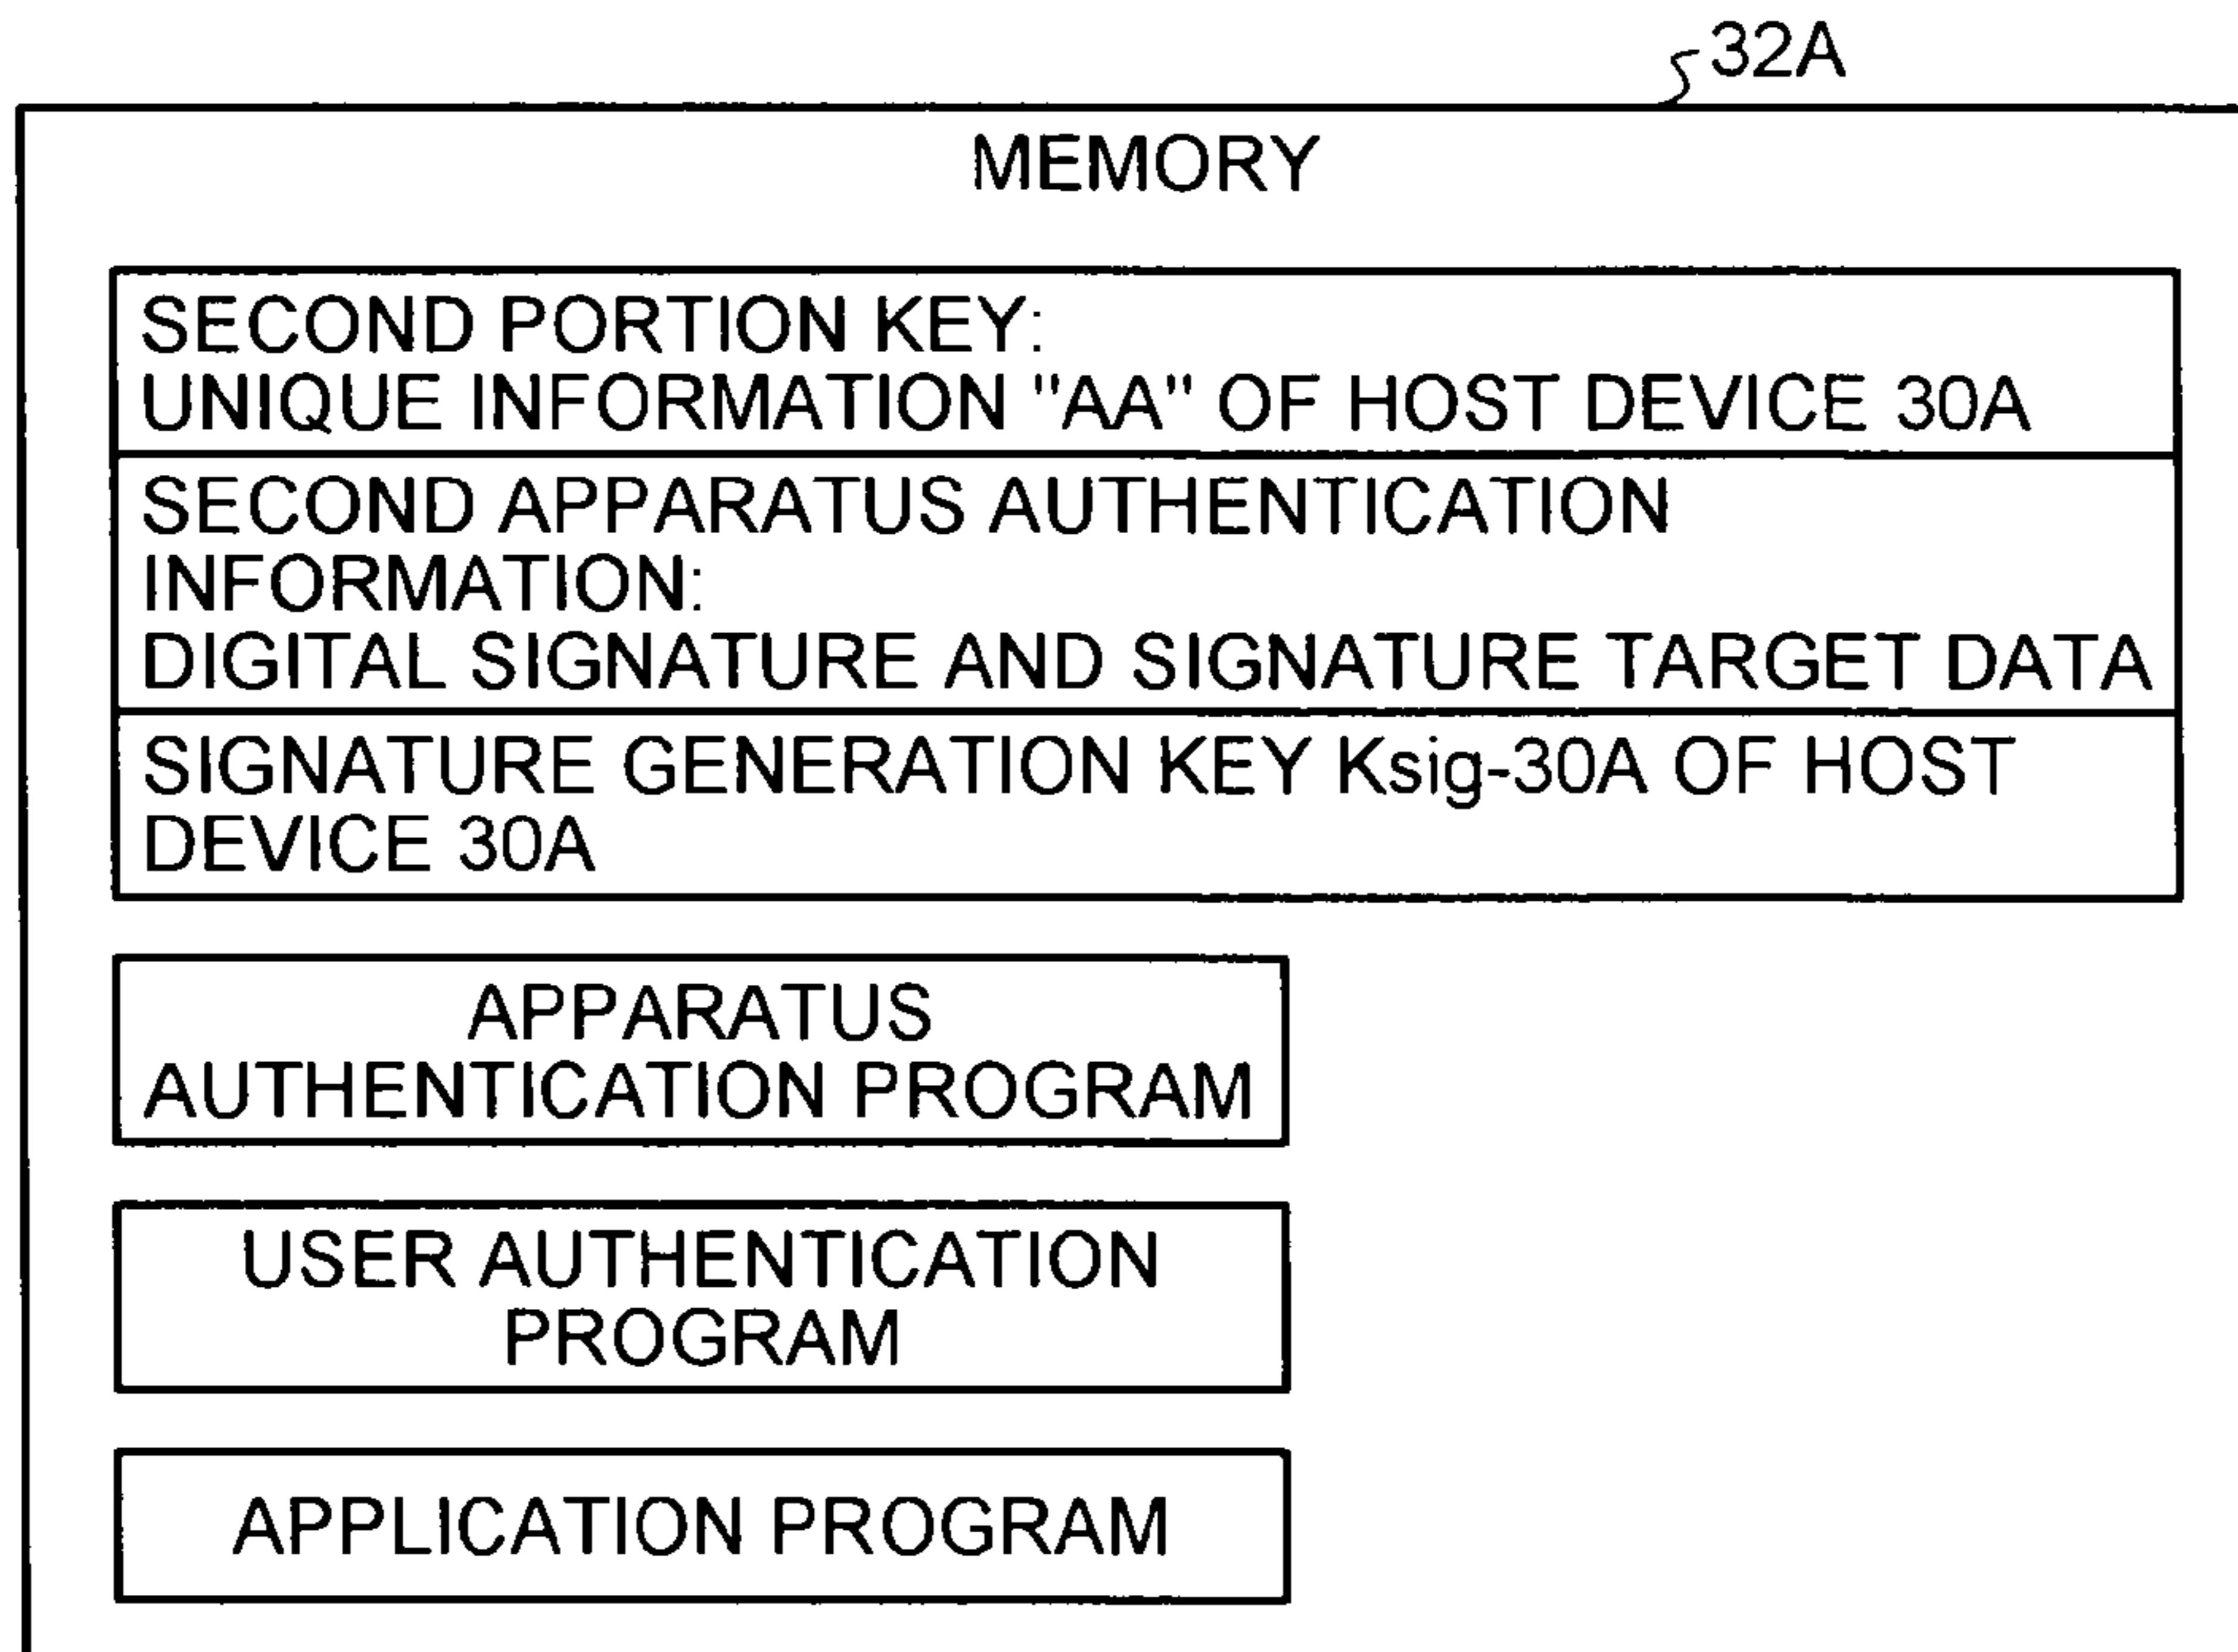 32A
MEMORY
SECOND PORTION KEY:
UNIQUE INFORMATION "AA" OF HOST DEVICE 30A
SECOND APPARATUS AUTHENTICATION
INFORMATION:
DIGITAL SIGNATURE AND SIGNATURE TARGET DATA
SIGNATURE GENERATION KEY Ksig-30A OF HOST
DEVICE 30A
APPARATUS
AUTHENTICATION PROGRAM
USER AUTHENTICATION
PROGRAM
APPLICATION PROGRAM